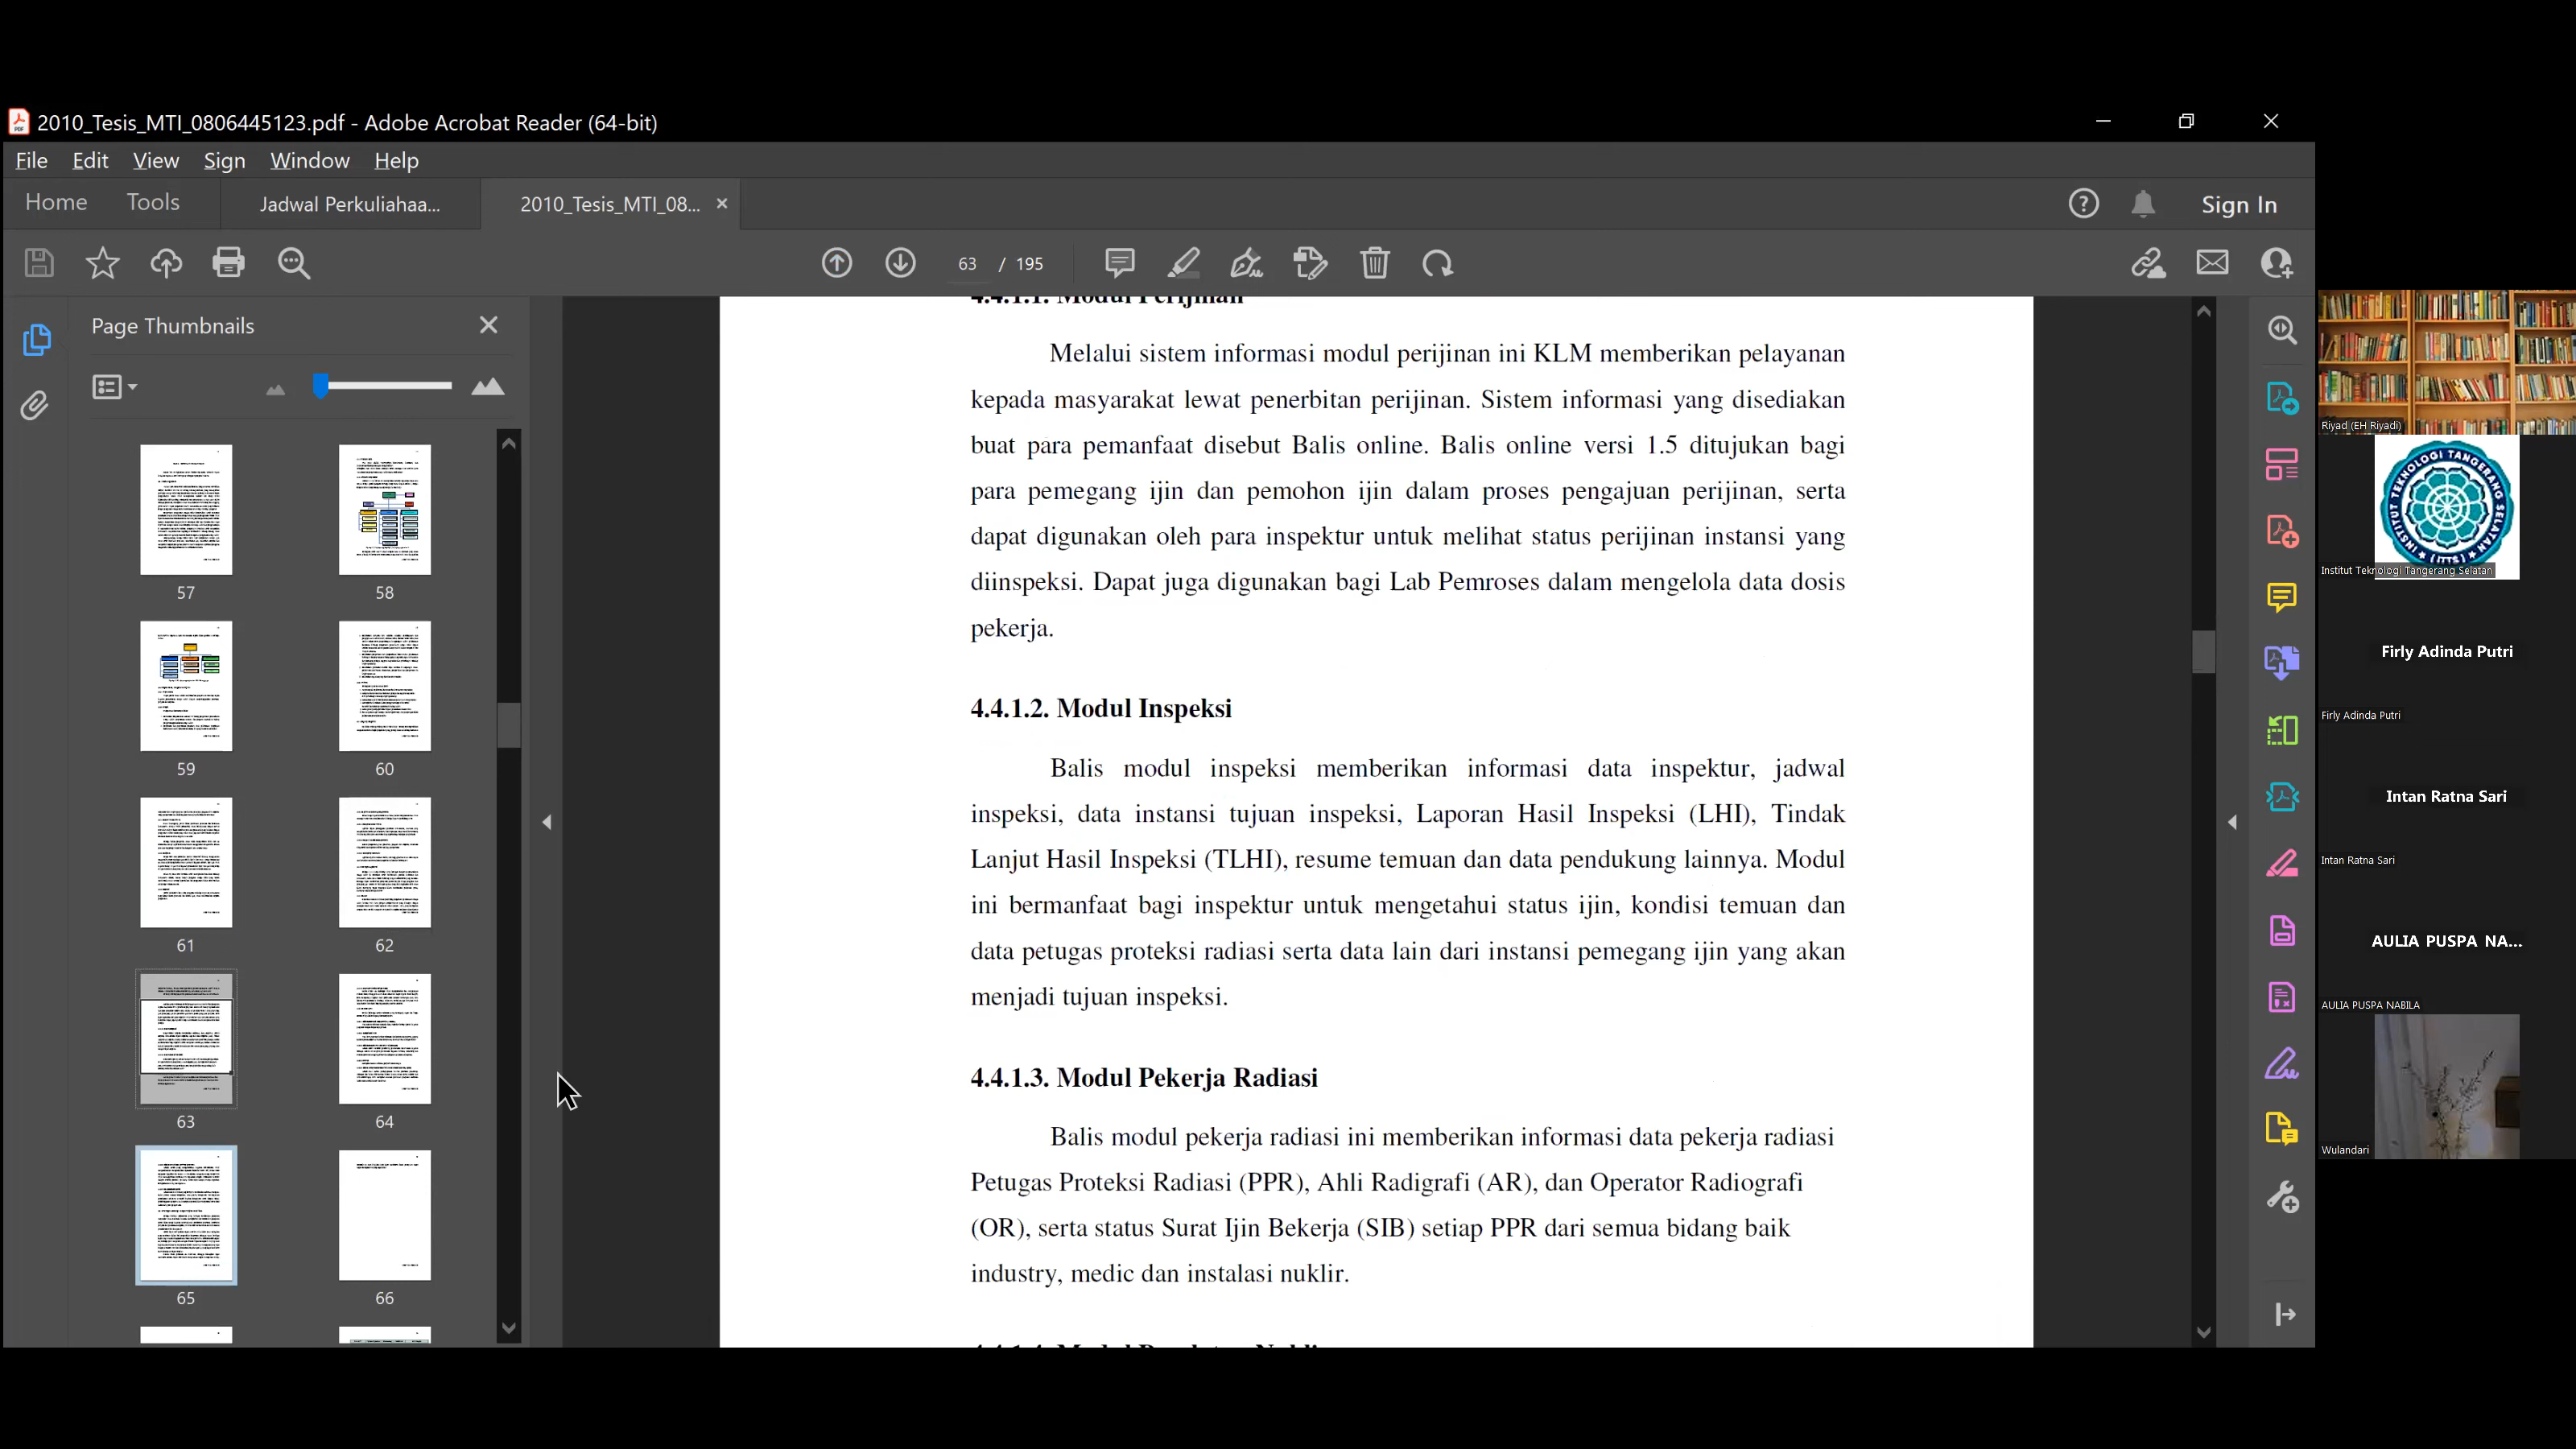 2010_Tesis_MTI_0806445123.pdf - Adobe Acrobat Reader (64-bit)
File Edit View Sign Window Help
Home Tools Jadwal Perkuliahaa... 2010_Tesis_MTI_08... Sign In
63 / 195
Page Thumbnails
57
58
59
60
61
62
63
64
65
66
4.4.1.1. Modul Perijinan
Melalui sistem informasi modul perijinan ini KLM memberikan pelayanan
kepada masyarakat lewat penerbitan perijinan. Sistem informasi yang disediakan
buat para pemanfaat disebut Balis online. Balis online versi 1.5 ditujukan bagi
para pemegang ijin dan pemohon ijin dalam proses pengajuan perijinan, serta
dapat digunakan oleh para inspektur untuk melihat status perijinan instansi yang
diinspeksi. Dapat juga digunakan bagi Lab Pemroses dalam mengelola data dosis
pekerja.
4.4.1.2. Modul Inspeksi
Balis modul inspeksi memberikan informasi data inspektur, jadwal
inspeksi, data instansi tujuan inspeksi, Laporan Hasil Inspeksi (LHI), Tindak
Lanjut Hasil Inspeksi (TLHI), resume temuan dan data pendukung lainnya. Modul
ini bermanfaat bagi inspektur untuk mengetahui status ijin, kondisi temuan dan
data petugas proteksi radiasi serta data lain dari instansi pemegang ijin yang akan
menjadi tujuan inspeksi.
4.4.1.3. Modul Pekerja Radiasi
Balis modul pekerja radiasi ini memberikan informasi data pekerja radiasi
Petugas Proteksi Radiasi (PPR), Ahli Radigrafi (AR), dan Operator Radiografi
(OR), serta status Surat Ijin Bekerja (SIB) setiap PPR dari semua bidang baik
industry, medic dan instalasi nuklir.
Riyad (EH Riyadi)
INSTITUT TEKNOLOGI TANGERANG SELATAN
(ITTS)
Institut Teknologi Tangerang Selatan
Firly Adinda Putri
Firly Adinda Putri
Intan Ratna Sari
Intan Ratna Sari
AULIA PUSPA NA...
AULIA PUSPA NABILA
Wulandari